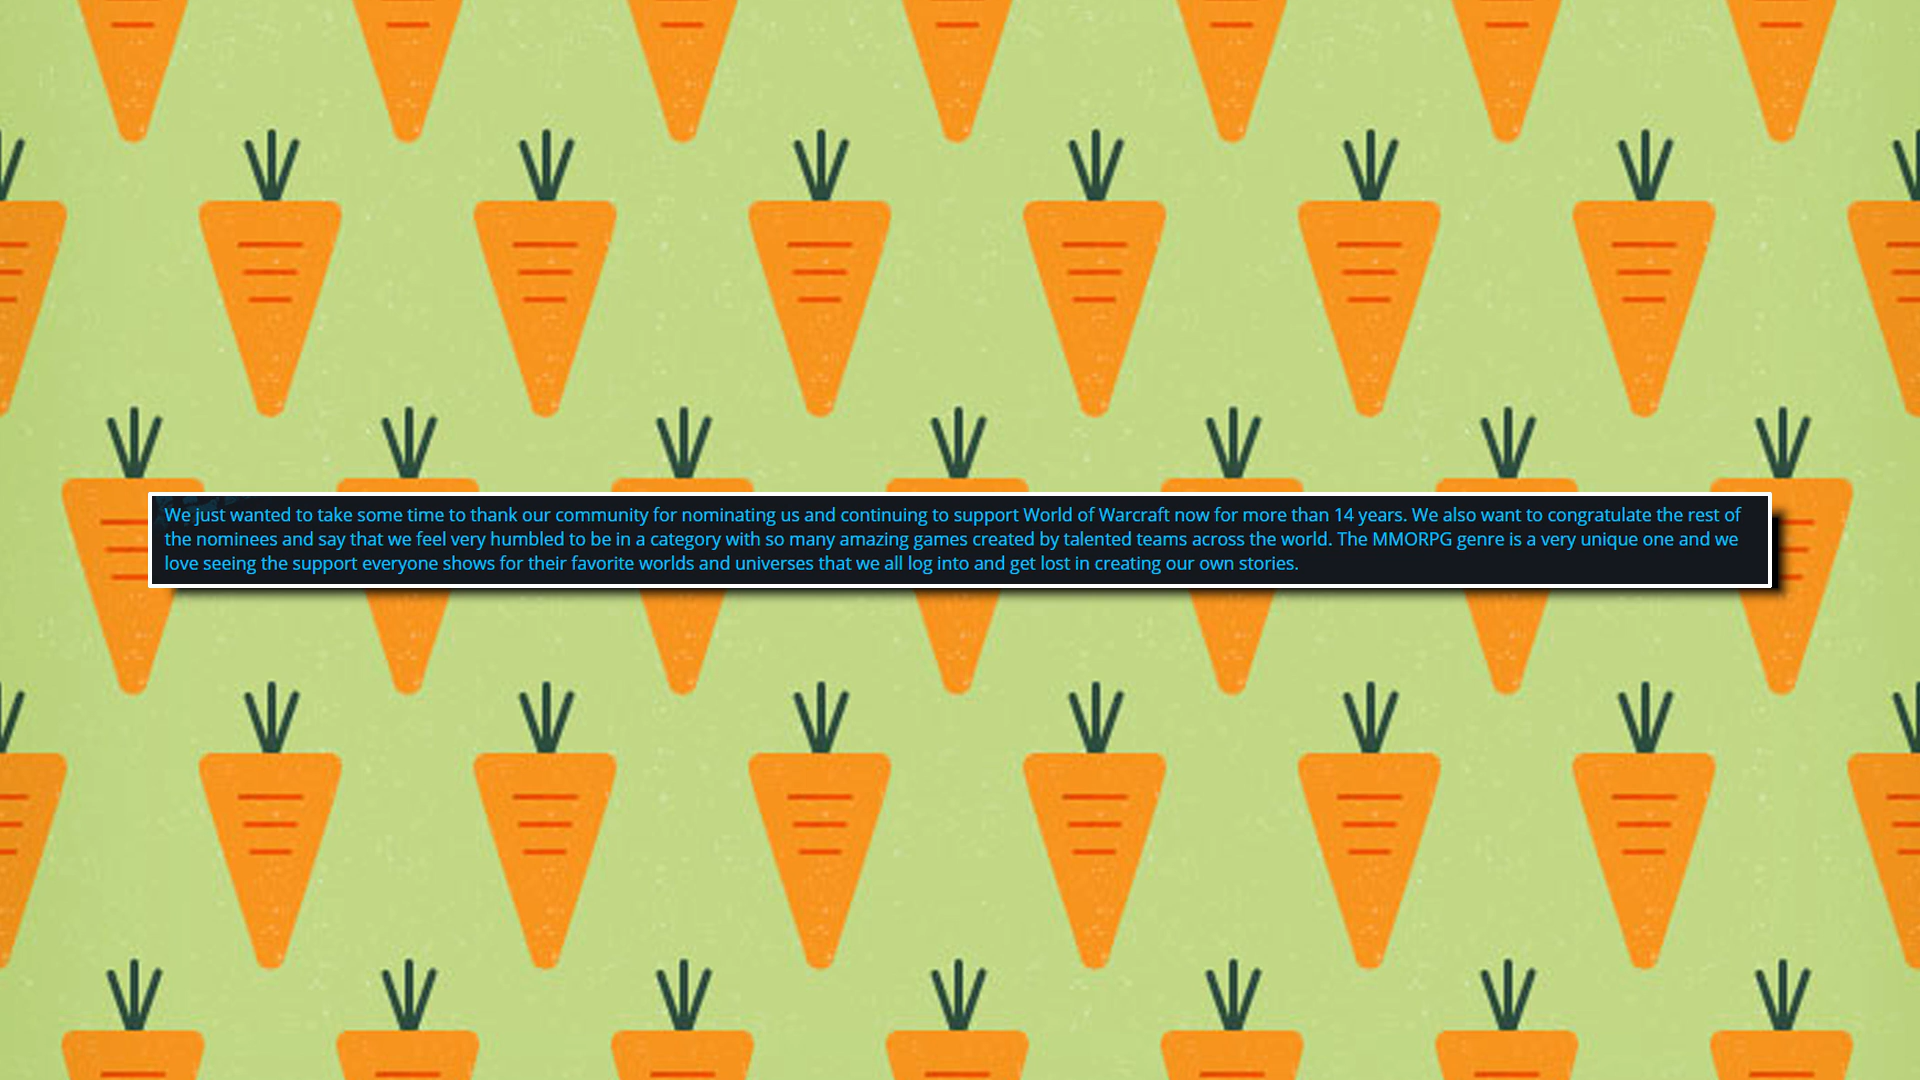 We just wanted to take some time to thank our community for nominating us and continuing to support World of Warcraft now for more than 14 years. We also want to congratulate the rest of
the nominees and say that we feel very humbled to be in a category with so many amazing games created by talented teams across the world. The MMORPG genre is a very unique one and we
love seeing the support everyone shows for their favorite worlds and universes that we all log into and get lost in creating our own stories.